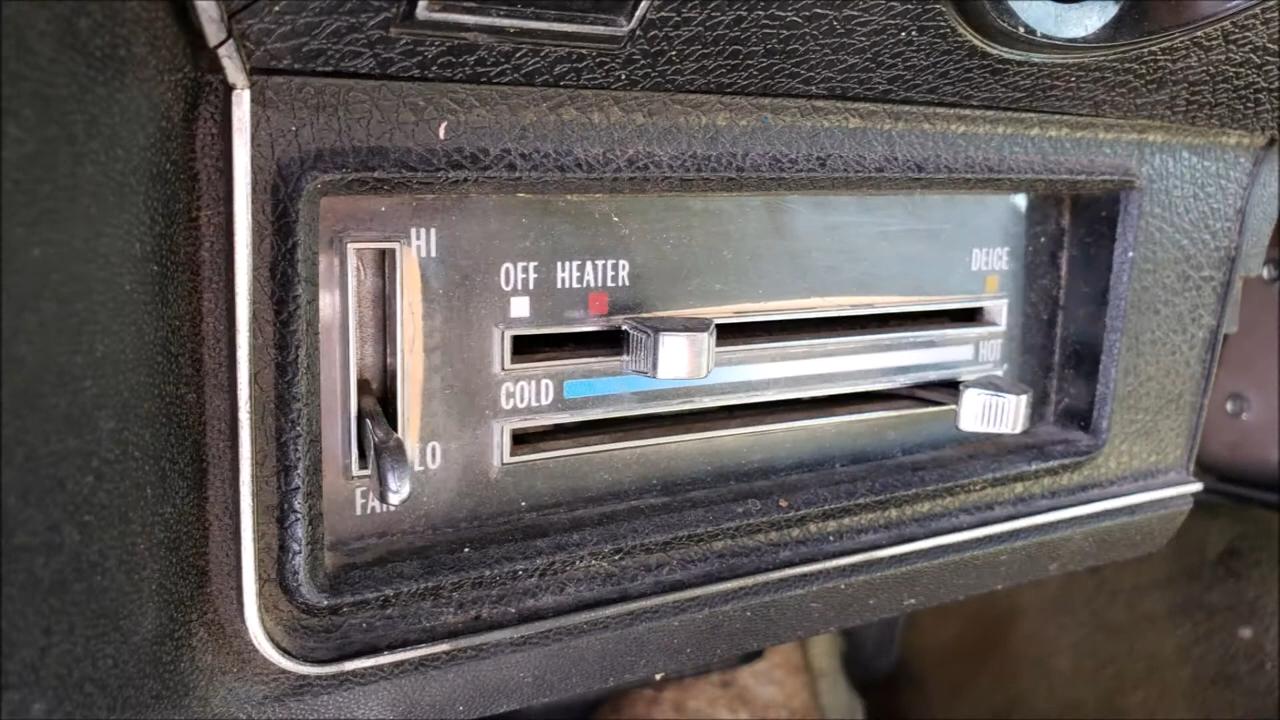 HI
OFF HEATER
DEICE
HOT
COLD
LO
FAN